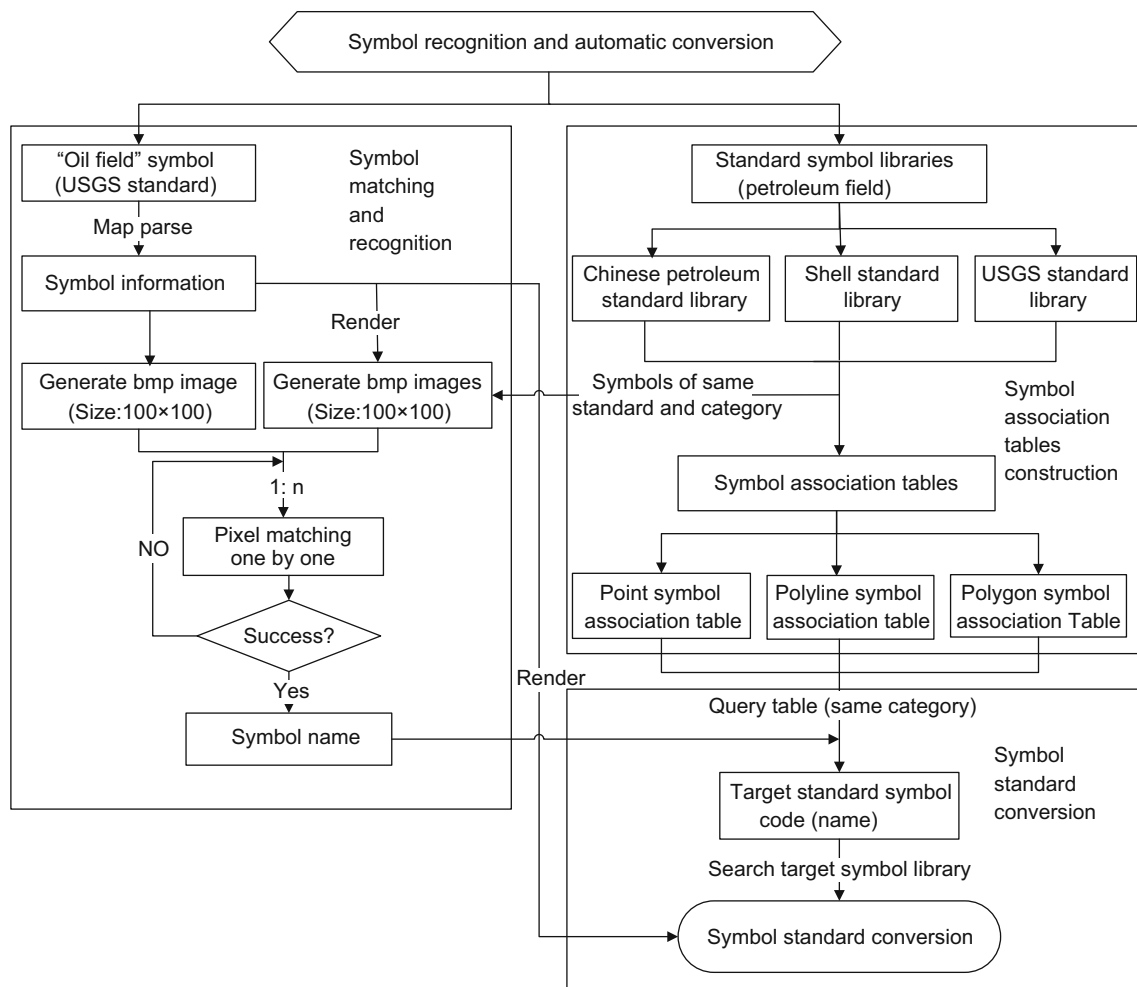 Symbol recognition and automatic conversion
“Oil field” symbol
(USGS standard)
Symbol
matching
and
recognition
Map parse
Symbol information
Render
Generate bmp image
(Size:100×100)
Generate bmp images
(Size:100×100)
1: n
Pixel matching
one by one
NO
Success?
Yes
Symbol name
Render
Standard symbol libraries
(petroleum field)
Chinese petroleum
standard library
Shell standard
library
USGS standard
library
Symbols of same
standard and category
Symbol
association
tables
construction
Symbol association tables
Point symbol
association table
Polyline symbol
association table
Polygon symbol
association Table
Query table (same category)
Symbol
standard
conversion
Target standard symbol
code (name)
Search target symbol library
Symbol standard conversion